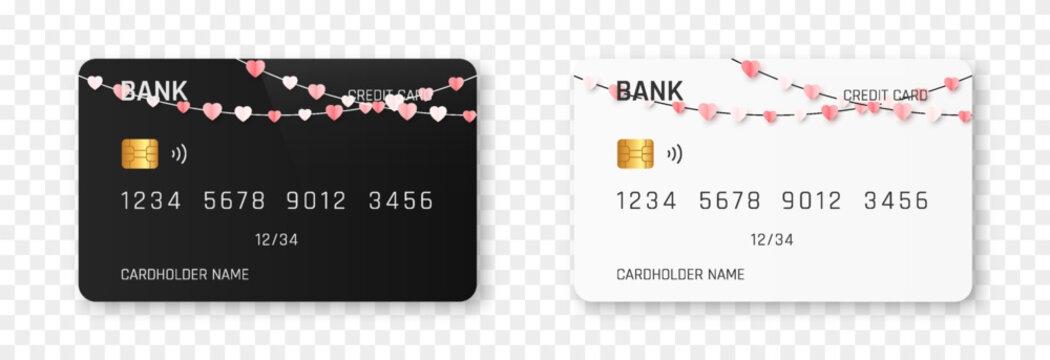 BANK
CREDIT CARD
1234 5678 9012 3456
12/34
CARDHOLDER NAME
BANK
CREDIT CARD
1234 5678 9012 3456
12/34
CARDHOLDER NAME